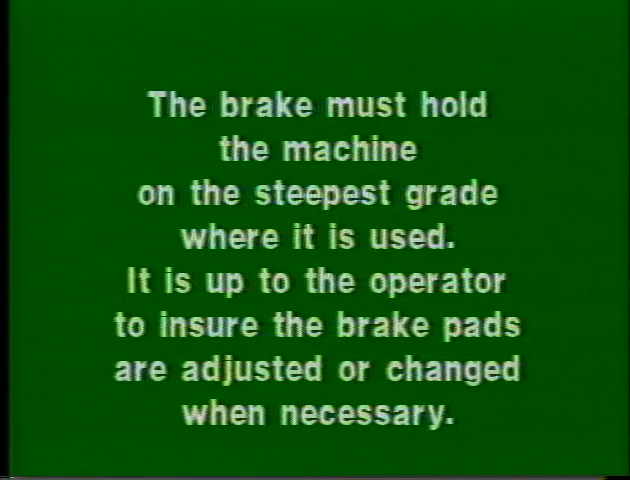 The brake must hold
the machine
on the steepest grade
where it is used.
It is up to the operator
to insure the brake pads
are adjusted or changed
when necessary.